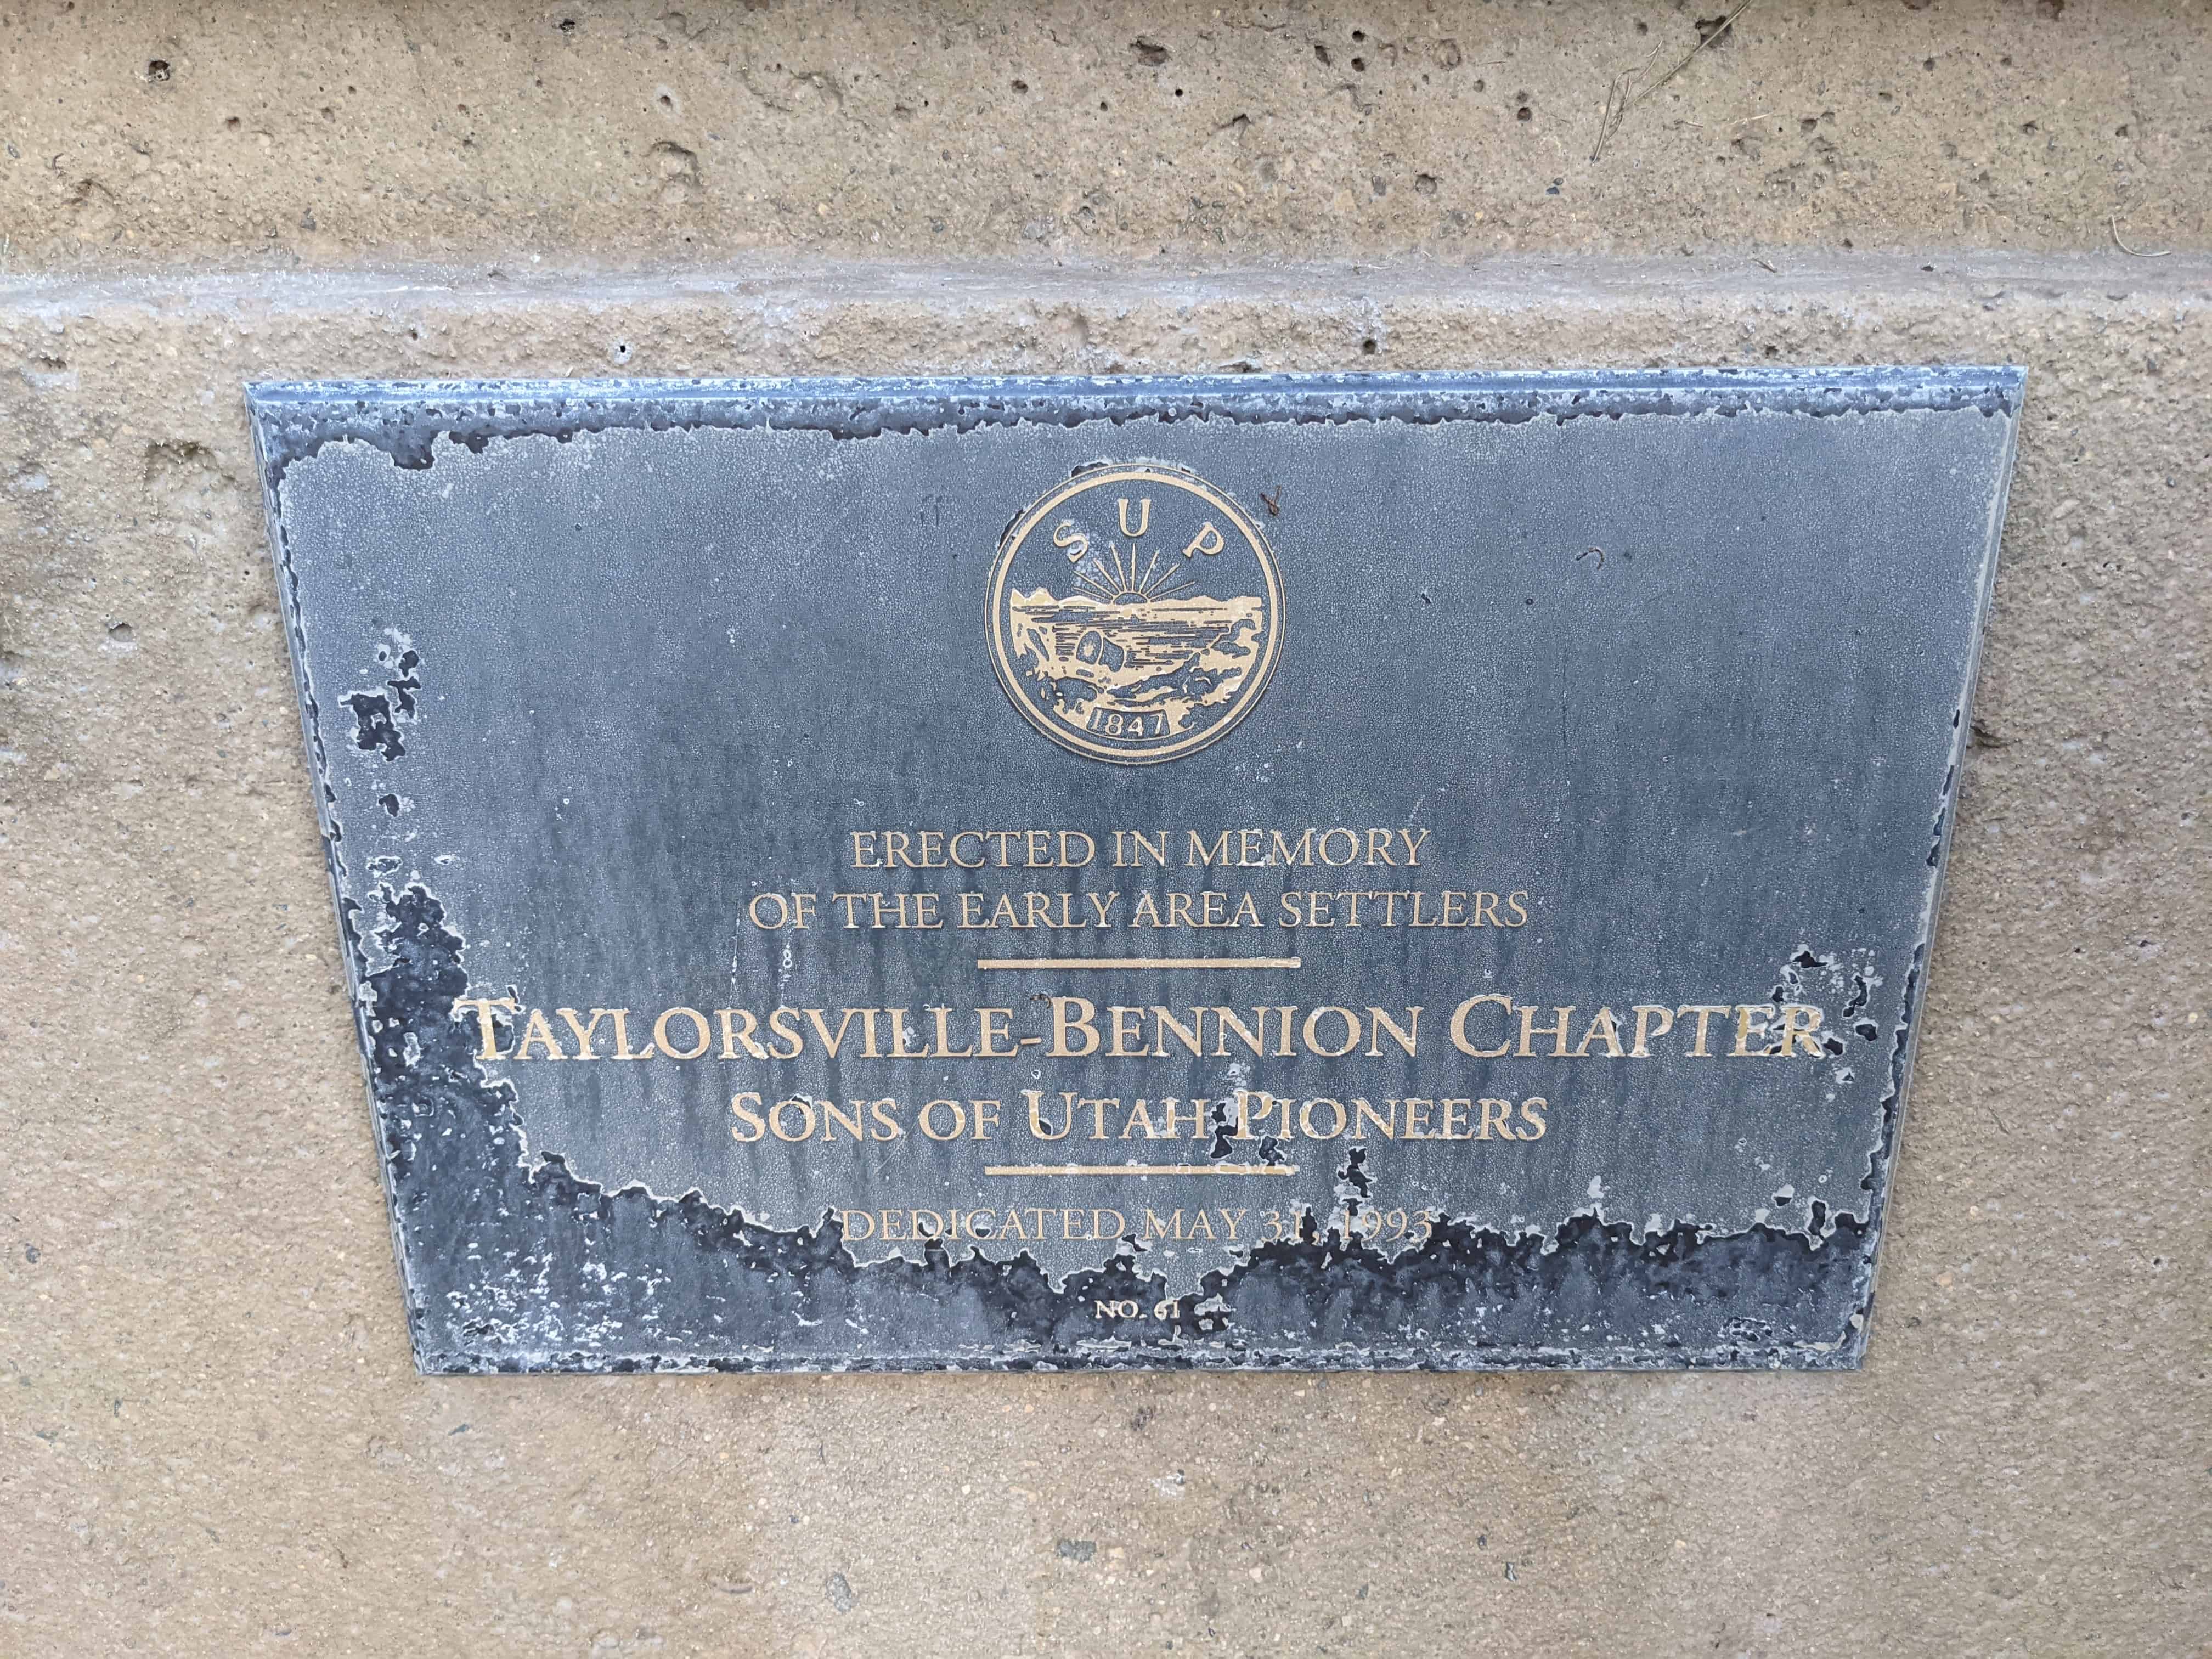 S U P
1847
ERECTED IN MEMORY
OF THE EARLY AREA SETTLERS
TAYLORSVILLE-BENNION CHAPTER
SONS OF UTAH PIONEERS
DEDICATED MAY 31, 1993
NO. 61